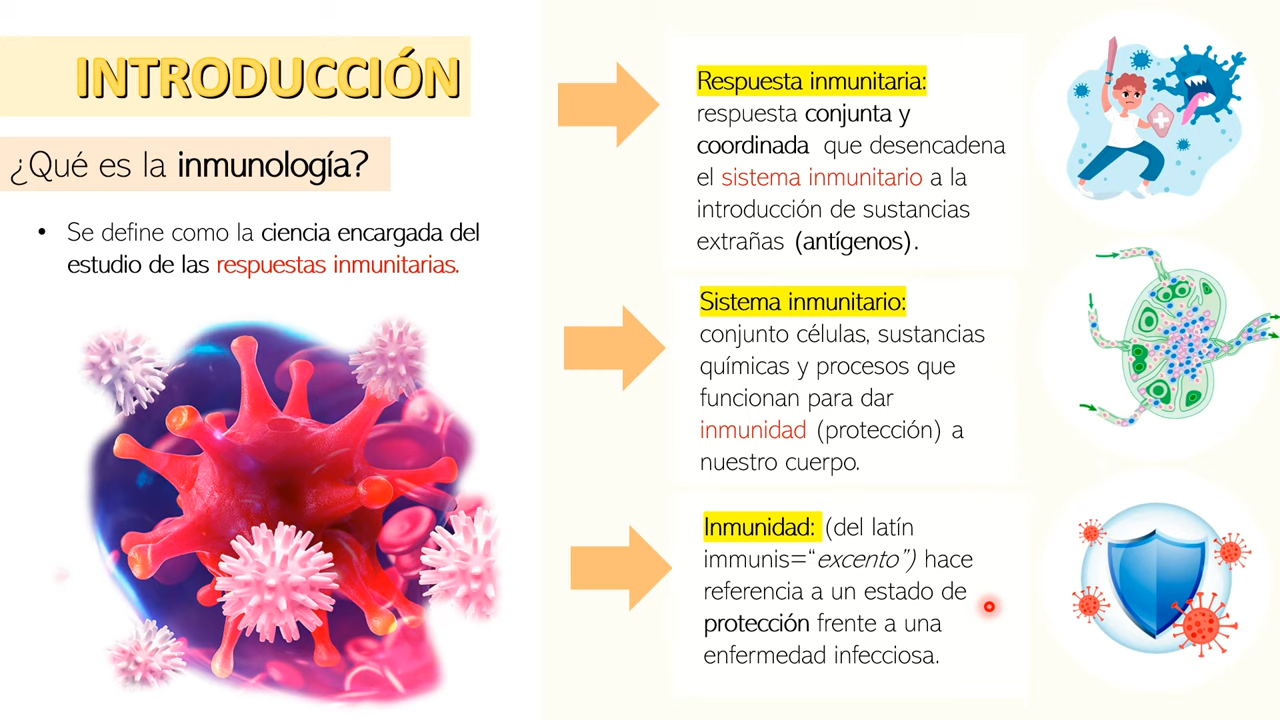 INTRODUCCIÓN
¿Qué es la inmunología?
• Se define como la ciencia encargada del
estudio de las respuestas inmunitarias.
Respuesta inmunitaria:
respuesta conjunta y
coordinada que desencadena
el sistema inmunitario a la
introducción de sustancias
extrañas (antígenos).
Sistema inmunitario:
conjunto células, sustancias
químicas y procesos que
funcionan para dar
inmunidad (protección) a
nuestro cuerpo.
Inmunidad: (del latín
immunis=“excento”) hace
referencia a un estado de
protección frente a una
enfermedad infecciosa.